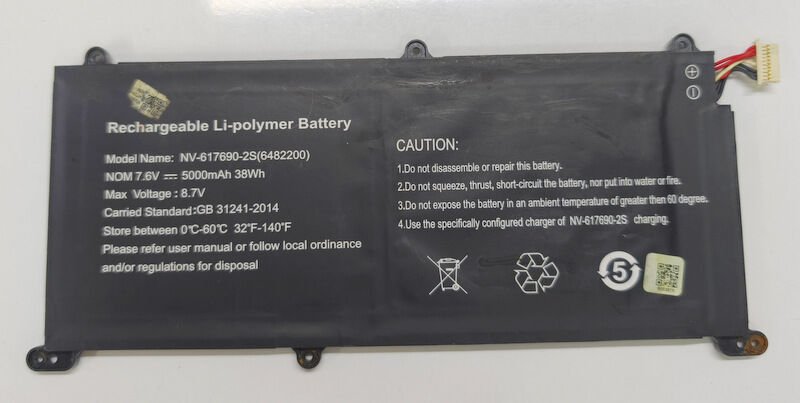 Rechargeable Li-polymer Battery
Model Name: NV-617690-2S(6482200)
NOM 7.6V ⎓ 5000mAh 38Wh
Max Voltage : 8.7V
Carried Standard:GB 31241-2014
Store between 0℃-60℃ 32°F-140°F
Please refer user manual or follow local ordinance
and/or regulations for disposal
CAUTION:
1.Do not disassemble or repair this battery.
2.Do not squeeze, thrust, short-circuit the battery, nor put into water or fire.
3.Do not expose the battery in an ambient temperature of greater then 60 degree.
4.Use the specifically configured charger of NV-617690-2S charging.
5
+
-